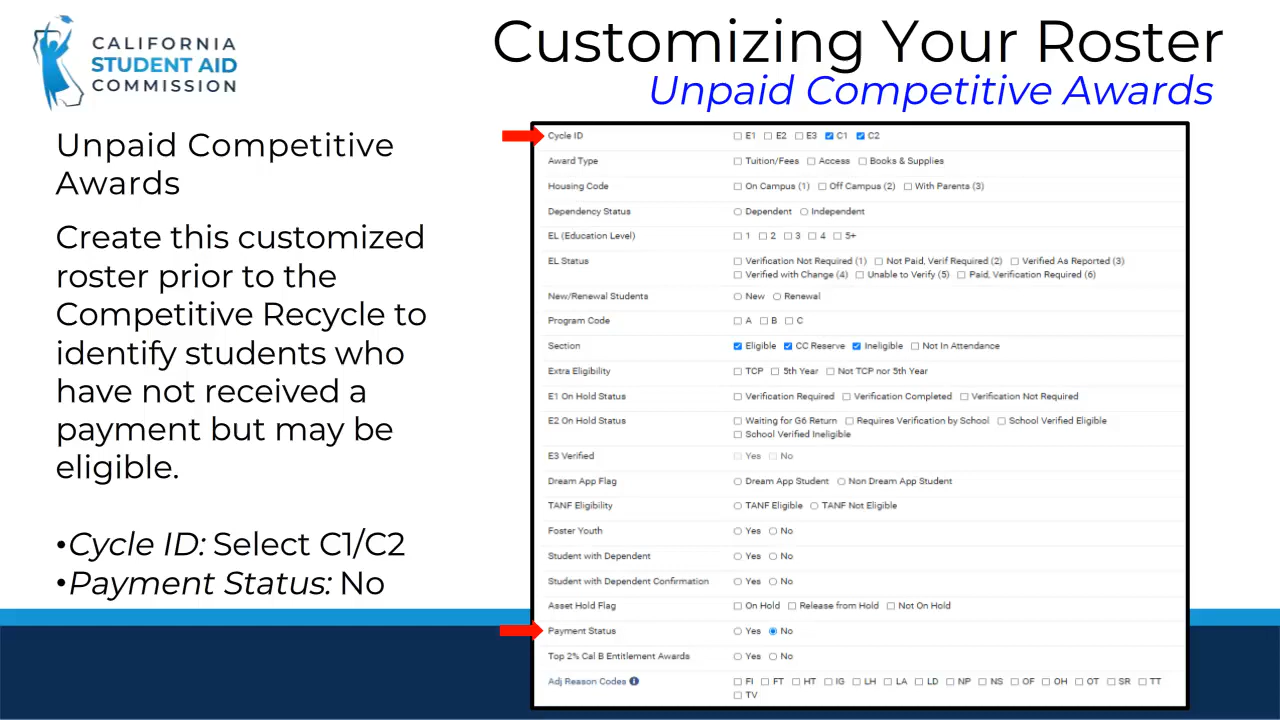 CALIFORNIA
STUDENT AID
COMMISSION
Customizing Your Roster
Unpaid Competitive Awards
Unpaid Competitive
Awards
Create this customized
roster prior to the
Competitive Recycle to
identify students who
have not received a
payment but may be
eligible.
•Cycle ID: Select C1/C2
•Payment Status: No
Cycle ID E1 E2 E3 C1 C2
Award Type Tuition/Fees Access Books & Supplies
Housing Code On Campus (1) Off Campus (2) With Parents (3)
Dependency Status Dependent Independent
EL (Education Level) 1 2 3 4 5+
EL Status Verification Not Required (1) Not Paid, Verif Required (2) Verified As Reported (3)
Verified with Change (4) Unable to Verify (5) Paid, Verification Required (6)
New/Renewal Students New Renewal
Program Code A B C
Section Eligible CC Reserve Ineligible Not In Attendance
Extra Eligibility TCP 5th Year Not TCP nor 5th Year
E1 On Hold Status Verification Required Verification Completed Verification Not Required
E2 On Hold Status Waiting for G6 Return Requires Verification by School School Verified Eligible
School Verified Ineligible
E3 Verified Yes No
Dream App Flag Dream App Student Non Dream App Student
TANF Eligibility TANF Eligible TANF Not Eligible
Foster Youth Yes No
Student with Dependent Yes No
Student with Dependent Confirmation Yes No
Asset Hold Flag On Hold Release from Hold Not On Hold
Payment Status Yes No
Top 2% Cal B Entitlement Awards Yes No
Adj Reason Codes FI FT HT IG LH LA LD NP NS OF OH OT SR TT
TV